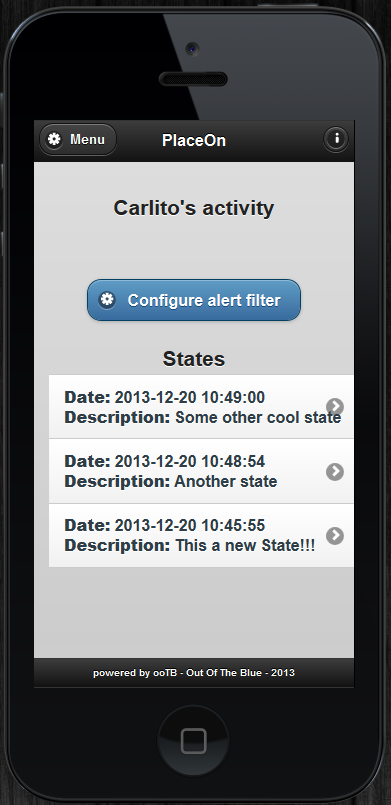 Menu
PlaceOn
Carlito's activity
Configure alert filter
States
Date: 2013-12-20 10:49:00
Description: Some other cool state
Date: 2013-12-20 10:48:54
Description: Another state
Date: 2013-12-20 10:45:55
Description: This a new State!!!
powered by ooTB - Out Of The Blue - 2013